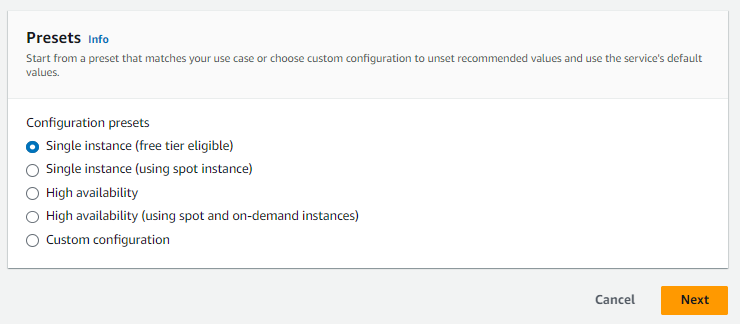 Presets Info
Start from a preset that matches your use case or choose custom configuration to unset recommended values and use the service's default
values.
Configuration presets
Single instance (free tier eligible)
Single instance (using spot instance)
High availability
High availability (using spot and on-demand instances)
Custom configuration
Cancel Next